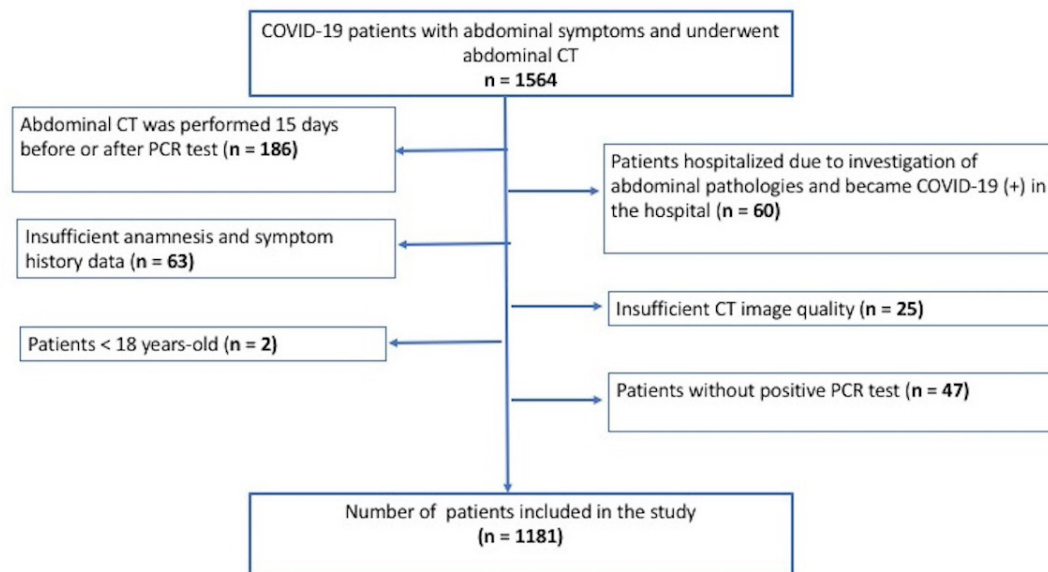 COVID-19 patients with abdominal symptoms and underwent
abdominal CT
n = 1564
Abdominal CT was performed 15 days
before or after PCR test (n = 186)
Patients hospitalized due to investigation of
abdominal pathologies and became COVID-19 (+) in
the hospital (n = 60)
Insufficient anamnesis and symptom
history data (n = 63)
Insufficient CT image quality (n = 25)
Patients < 18 years-old (n = 2)
Patients without positive PCR test (n = 47)
Number of patients included in the study
(n = 1181)